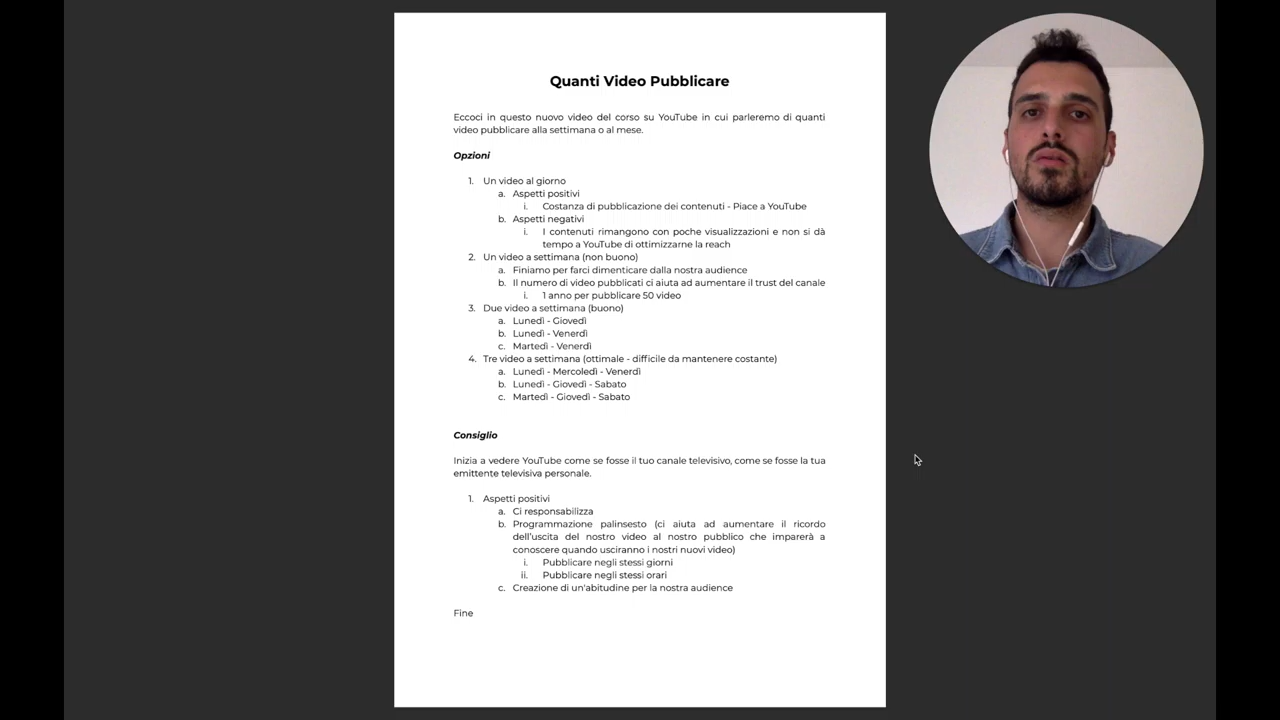 Quanti Video Pubblicare
Eccoci in questo nuovo video del corso su YouTube in cui parleremo di quanti
video pubblicare alla settimana o al mese.
Opzioni
1. Un video al giorno
a. Aspetti positivi
i. Costanza di pubblicazione dei contenuti - Piace a YouTube
b. Aspetti negativi
i. I contenuti rimangono con poche visualizzazioni e non si dà
tempo a YouTube di ottimizzarne la reach
2. Un video a settimana (non buono)
a. Finiamo per farci dimenticare dalla nostra audience
b. Il numero di video pubblicati ci aiuta ad aumentare il trust del canale
i. 1 anno per pubblicare 50 video
3. Due video a settimana (buono)
a. Lunedì - Giovedì
b. Lunedì - Venerdì
c. Martedì - Venerdì
4. Tre video a settimana (ottimale - difficile da mantenere costante)
a. Lunedì - Mercoledì - Venerdì
b. Lunedì - Giovedì - Sabato
c. Martedì - Giovedì - Sabato
Consiglio
Inizia a vedere YouTube come se fosse il tuo canale televisivo, come se fosse la tua
emittente televisiva personale.
1. Aspetti positivi
a. Ci responsabilizza
b. Programmazione palinsesto (ci aiuta ad aumentare il ricordo
dell'uscita del nostro video al nostro pubblico che imparerà a
conoscere quando usciranno i nostri nuovi video)
i. Pubblicare negli stessi giorni
ii. Pubblicare negli stessi orari
c. Creazione di un'abitudine per la nostra audience
Fine